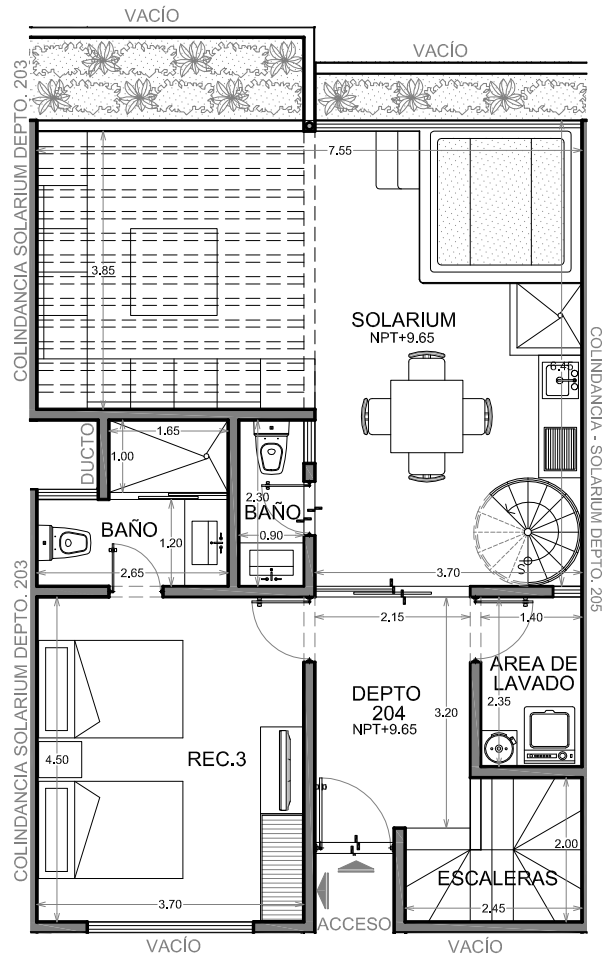 VACÍO
VACÍO
COLINDANCIA SOLARIUM DEPTO. 203
7.55
3.85
SOLARIUM
NPT+9.65
6.45
COLINDANCIA - SOLARIUM DEPTO. 205
DUCTO
1.65
1.00
2.30
BAÑO
BAÑO
1.20
0.90
2.65
3.70
S
2.15
1.40
COLINDANCIA SOLARIUM DEPTO. 203
AREA DE
LAVADO
2.35
DEPTO
204
NPT+9.65
3.20
4.50
REC.3
2.00
ESCALERAS
3.70
2.45
ACCESO
VACÍO
VACÍO